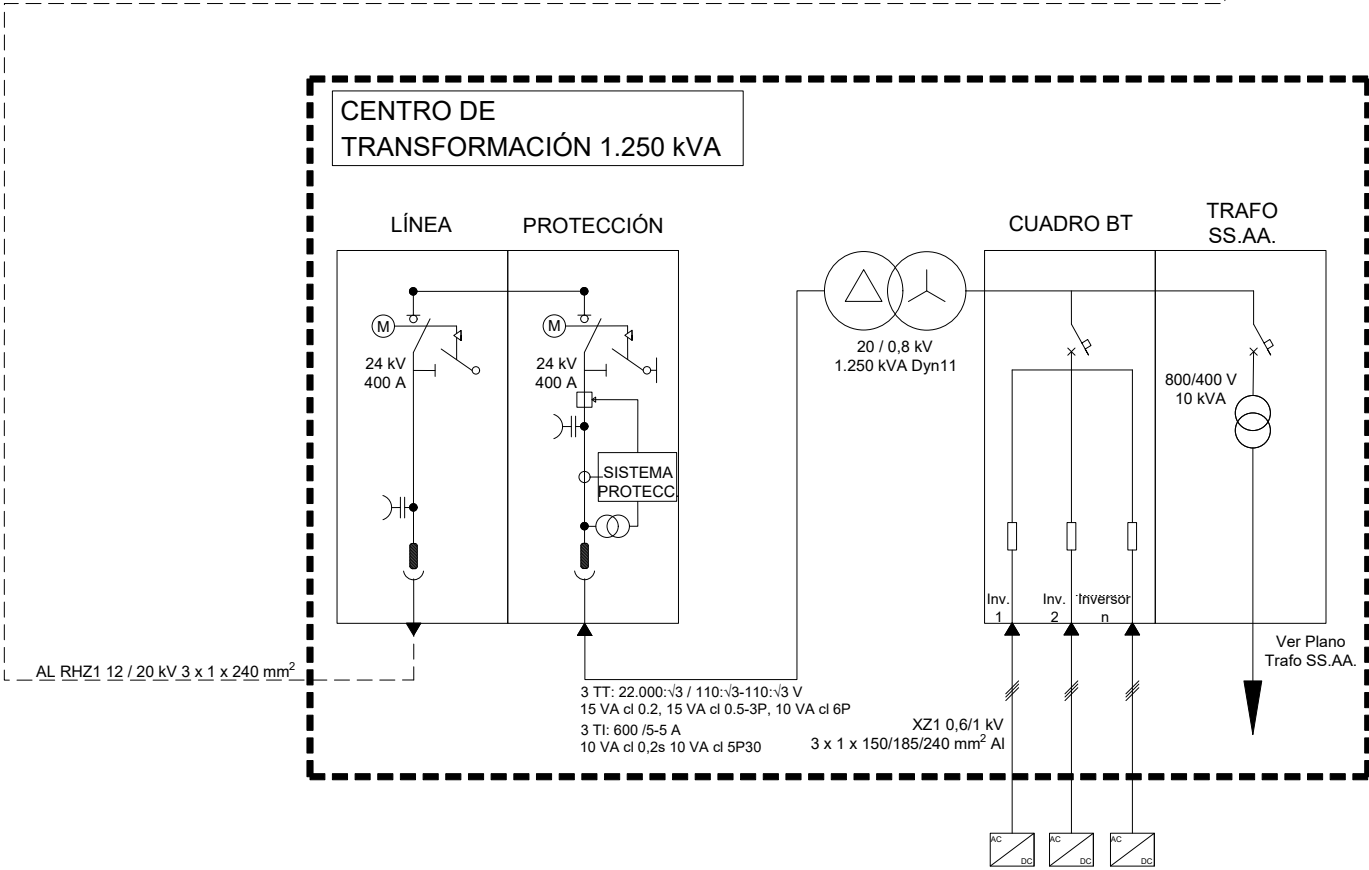 CENTRO DE
TRANSFORMACIÓN 1.250 kVA
LÍNEA
PROTECCIÓN
CUADRO BT
TRAFO
SS.AA.
M
24 kV
400 A
M
24 kV
400 A
SISTEMA
PROTECC.
20 / 0,8 kV
1.250 kVA Dyn11
800/400 V
10 kVA
Inv.
1
Inv.
2
Inversor
n
Ver Plano
Trafo SS.AA.
AL RHZ1 12 / 20 kV 3 x 1 x 240 mm²
3 TT: 22.000:√3 / 110:√3-110:√3 V
15 VA cl 0.2, 15 VA cl 0.5-3P, 10 VA cl 6P
3 TI: 600 /5-5 A
10 VA cl 0,2s 10 VA cl 5P30
XZ1 0,6/1 kV
3 x 1 x 150/185/240 mm² Al
AC
DC
AC
DC
AC
DC